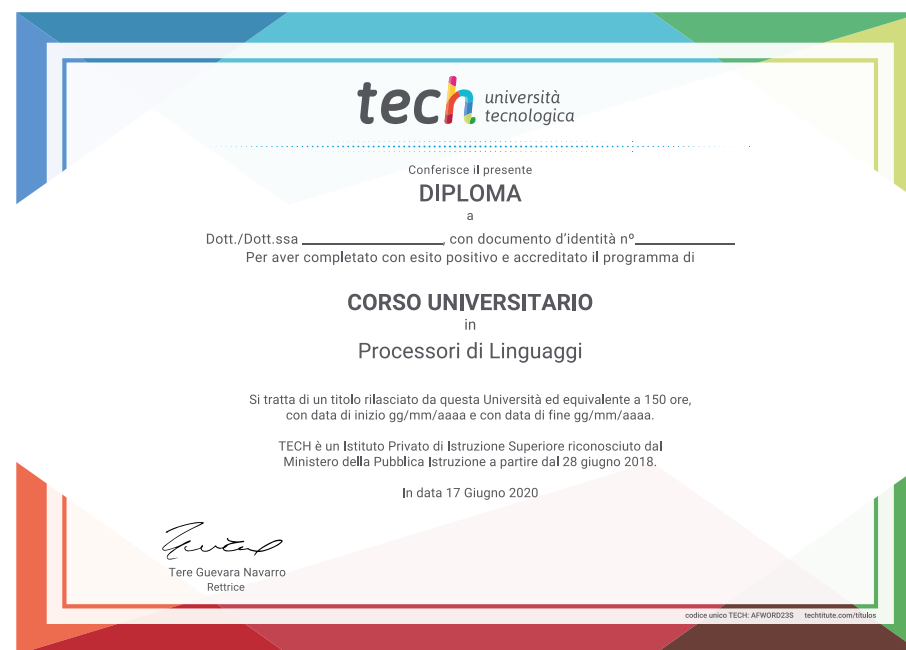 tech università
tecnologica
Conferisce il presente
DIPLOMA
a
Dott./Dott.ssa ____________________, con documento d'identità nº______________
Per aver completato con esito positivo e accreditato il programma di
CORSO UNIVERSITARIO
in
Processori di Linguaggi
Si tratta di un titolo rilasciato da questa Università ed equivalente a 150 ore,
con data di inizio gg/mm/aaaa e con data di fine gg/mm/aaaa.
TECH è un Istituto Privato di Istruzione Superiore riconosciuto dal
Ministero della Pubblica Istruzione a partire dal 28 giugno 2018.
In data 17 Giugno 2020
Tere Guevara Navarro
Rettrice
codice unico TECH: AFWORD23S techtitute.com/titulos